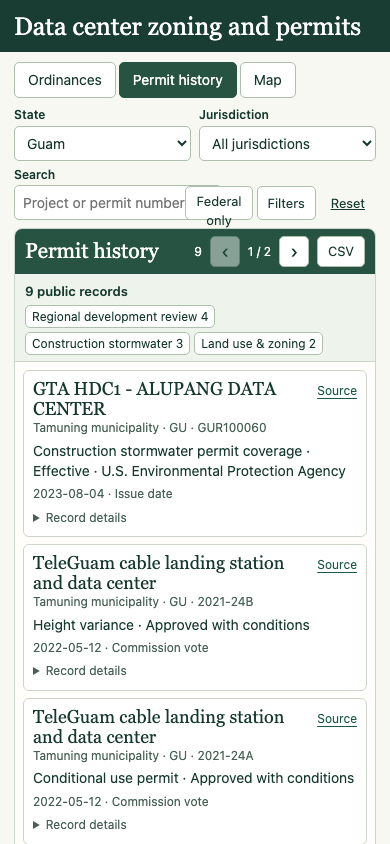 Data center zoning and permits
Ordinances
Permit history
Map
State
Jurisdiction
Guam
All jurisdictions
Search
Project or permit number
Federal only
Filters
Reset
Permit history
9
‹
1 / 2
›
CSV
9 public records
Regional development review 4
Construction stormwater 3
Land use & zoning 2
GTA HDC1 - ALUPANG DATA
CENTER
Source
Tamuning municipality · GU · GUR100060
Construction stormwater permit coverage ·
Effective · U.S. Environmental Protection Agency
2023-08-04 · Issue date
▶ Record details
TeleGuam cable landing station
and data center
Source
Tamuning municipality · GU · 2021-24B
Height variance · Approved with conditions
2022-05-12 · Commission vote
▶ Record details
TeleGuam cable landing station
and data center
Source
Tamuning municipality · GU · 2021-24A
Conditional use permit · Approved with conditions
2022-05-12 · Commission vote
▶ Record details